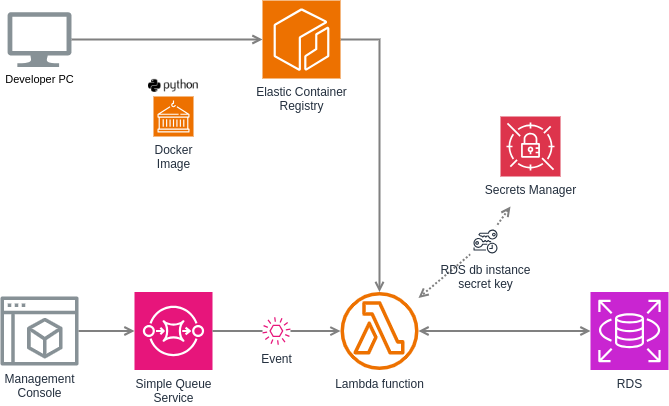 Developer PC
Elastic Container
Registry
python
Docker
Image
Secrets Manager
RDS db instance
secret key
Management
Console
Simple Queue
Service
Event
Lambda function
RDS